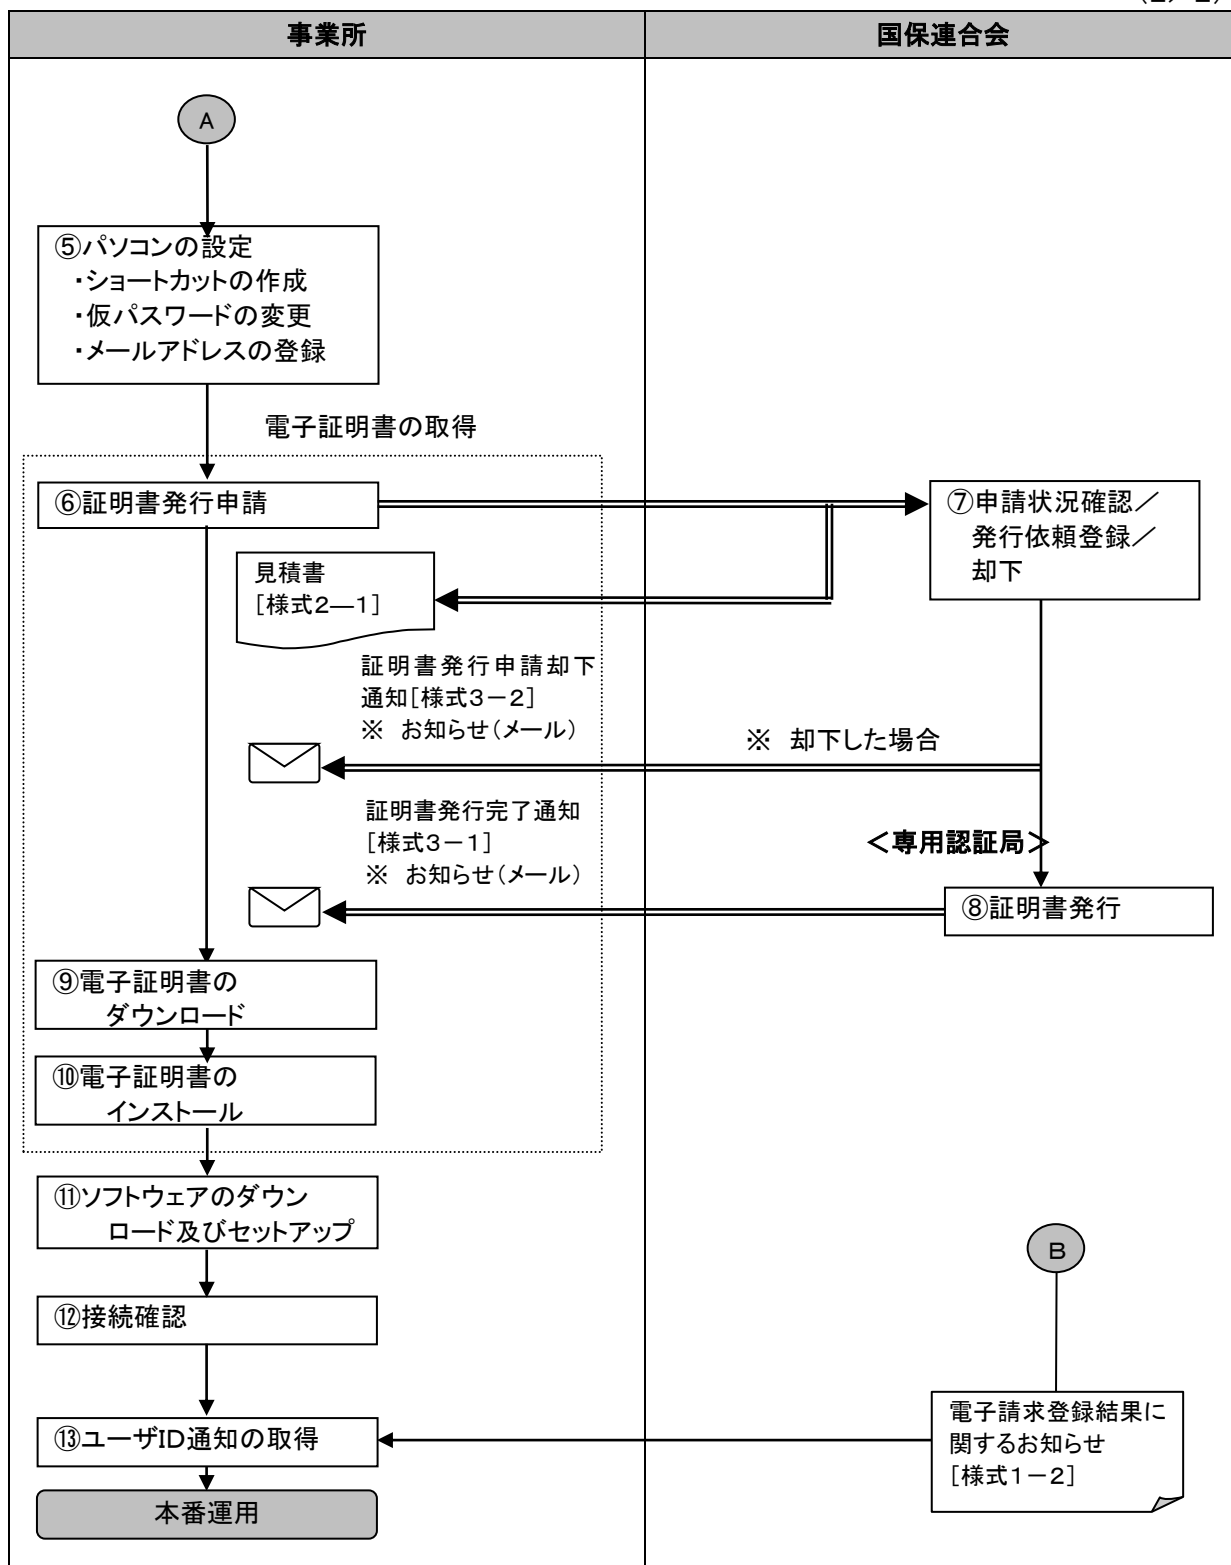 事業所
国保連合会
A
⑤パソコンの設定
・ショートカットの作成
・仮パスワードの変更
・メールアドレスの登録
電子証明書の取得
⑥証明書発行申請
⑦申請状況確認／
発行依頼登録／
却下
見積書
[様式2―1]
証明書発行申請却下
通知[様式3－2]
※ お知らせ(メール)
※ 却下した場合
証明書発行完了通知
[様式3－1]
※ お知らせ(メール)
＜専用認証局＞
⑧証明書発行
⑨電子証明書の
ダウンロード
⑩電子証明書の
インストール
⑪ソフトウェアのダウン
ロード及びセットアップ
B
⑫接続確認
⑬ユーザID通知の取得
電子請求登録結果に
関するお知らせ
[様式1－2]
本番運用